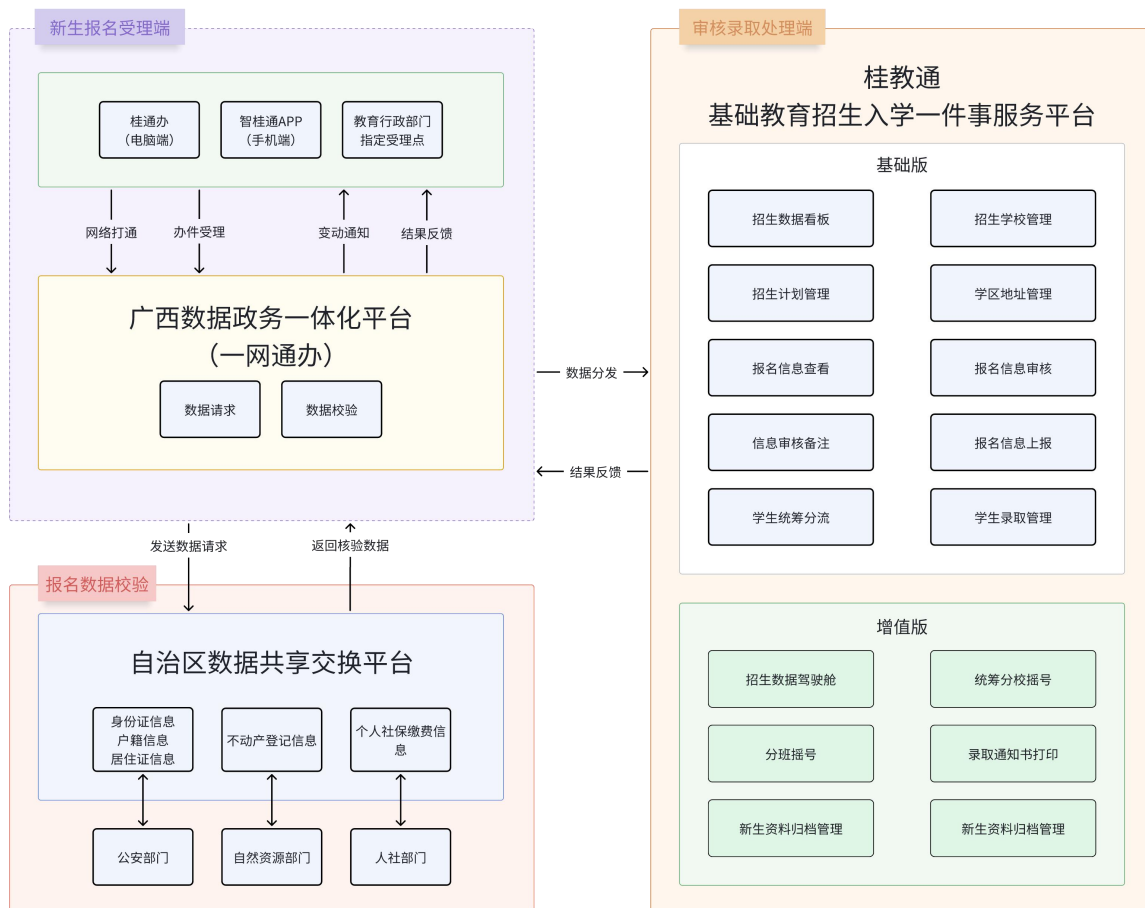 新生报名受理端
桂通办
（电脑端）
智桂通APP
（手机端）
教育行政部门
指定受理点
网络打通
办件受理
变动通知
结果反馈
广西数据政务一体化平台
（一网通办）
数据请求
数据校验
数据分发
结果反馈
发送数据请求
返回核验数据
报名数据校验
自治区数据共享交换平台
身份证信息
户籍信息
居住证信息
不动产登记信息
个人社保缴费信
息
公安部门
自然资源部门
人社部门
审核录取处理端
桂教通
基础教育招生入学一件事服务平台
基础版
招生数据看板
招生学校管理
招生计划管理
学区地址管理
报名信息查看
报名信息审核
信息审核备注
报名信息上报
学生统筹分流
学生录取管理
增值版
招生数据驾驶舱
统筹分校摇号
分班摇号
录取通知书打印
新生资料归档管理
新生资料归档管理